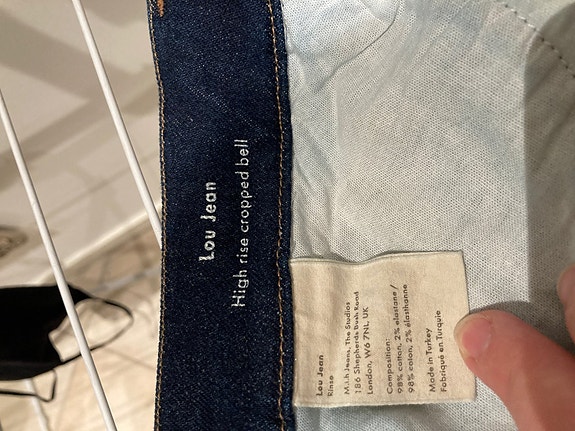 Lou Jean
High rise cropped bell
Lou Jean
Rinse
M.i.h Jeans, The Studios
186 Shepherds Bush Road
London, W6 7NL, UK
Composition:
98% cotton, 2% elastane/
98% coton, 2% élasthanne
Made in Turkey
Fabriqué en Turquie